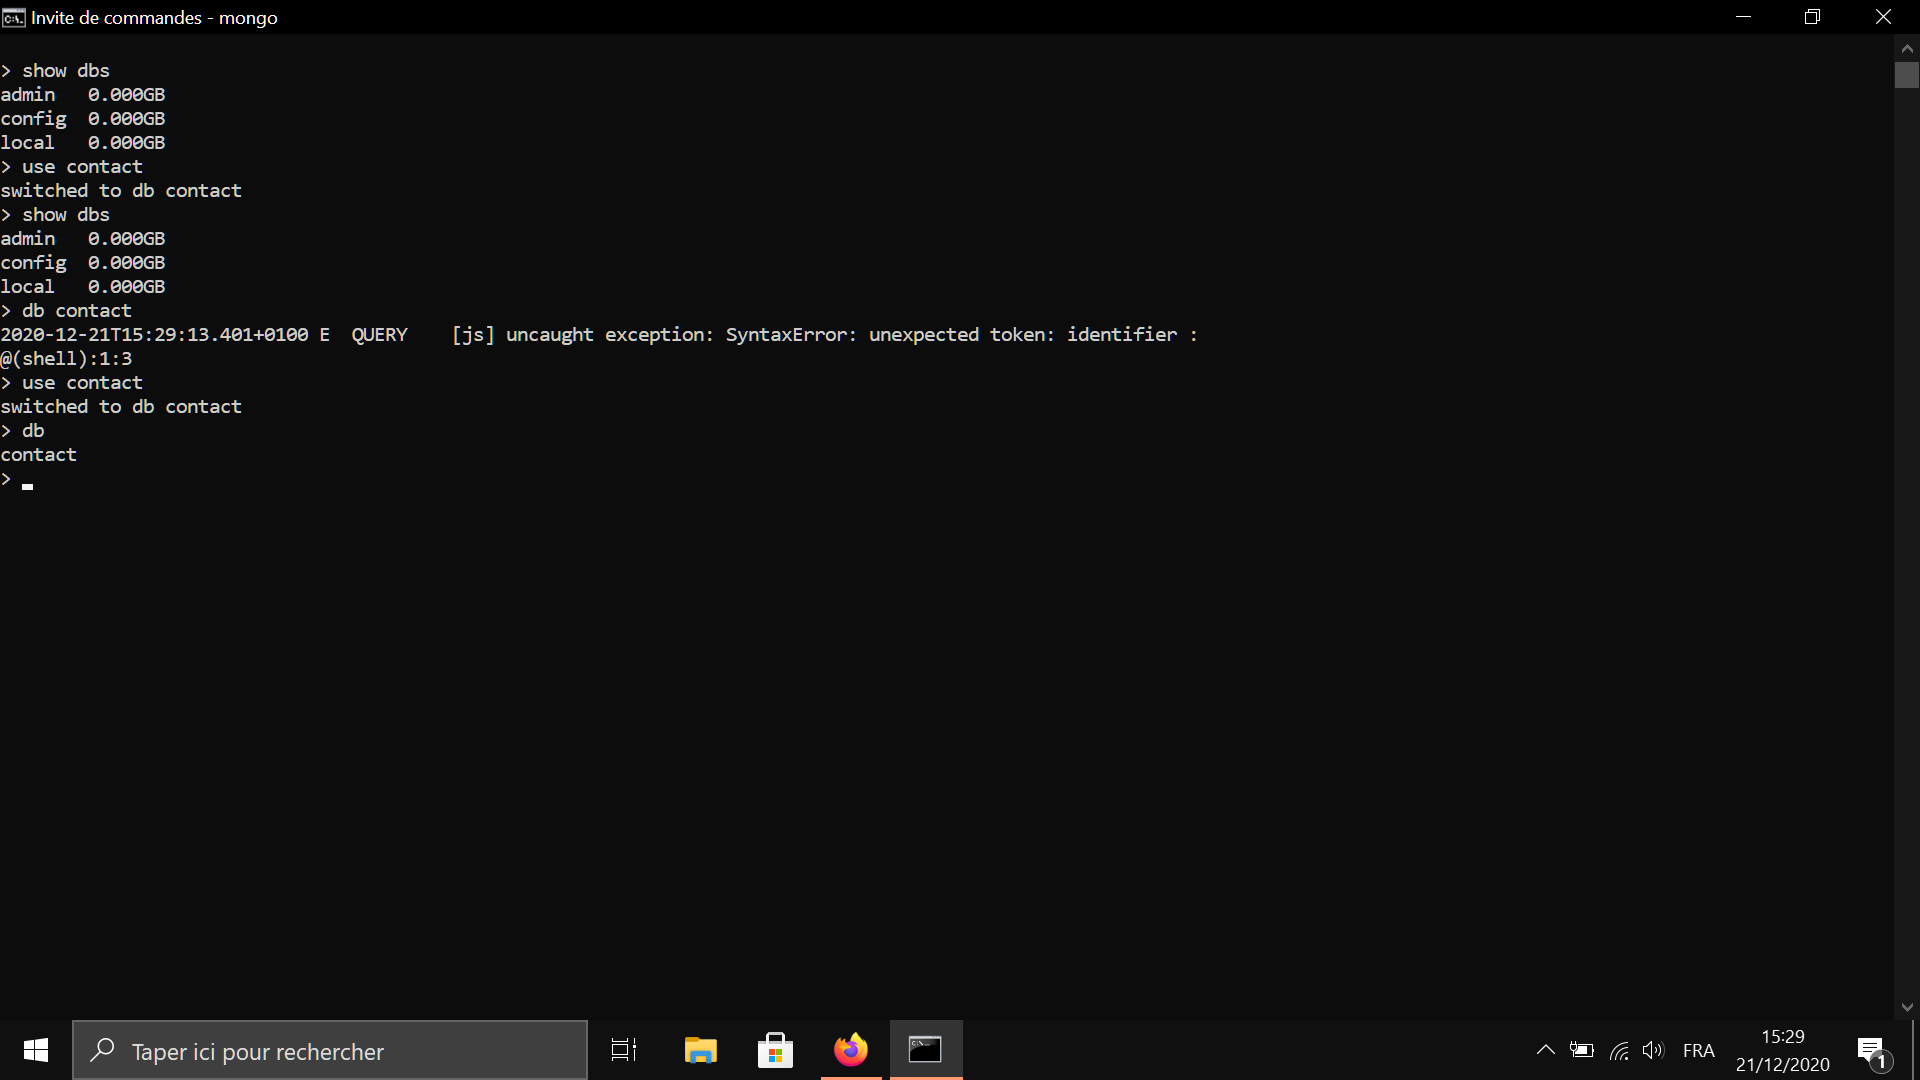 Invite de commandes - mongo
> show dbs
admin   0.000GB
config  0.000GB
local   0.000GB
> use contact
switched to db contact
> show dbs
admin   0.000GB
config  0.000GB
local   0.000GB
> db contact
2020-12-21T15:29:13.401+0100 E  QUERY    [js] uncaught exception: SyntaxError: unexpected token: identifier :
@(shell):1:3
> use contact
switched to db contact
> db
contact
>
Taper ici pour rechercher
FRA
15:29
21/12/2020
1